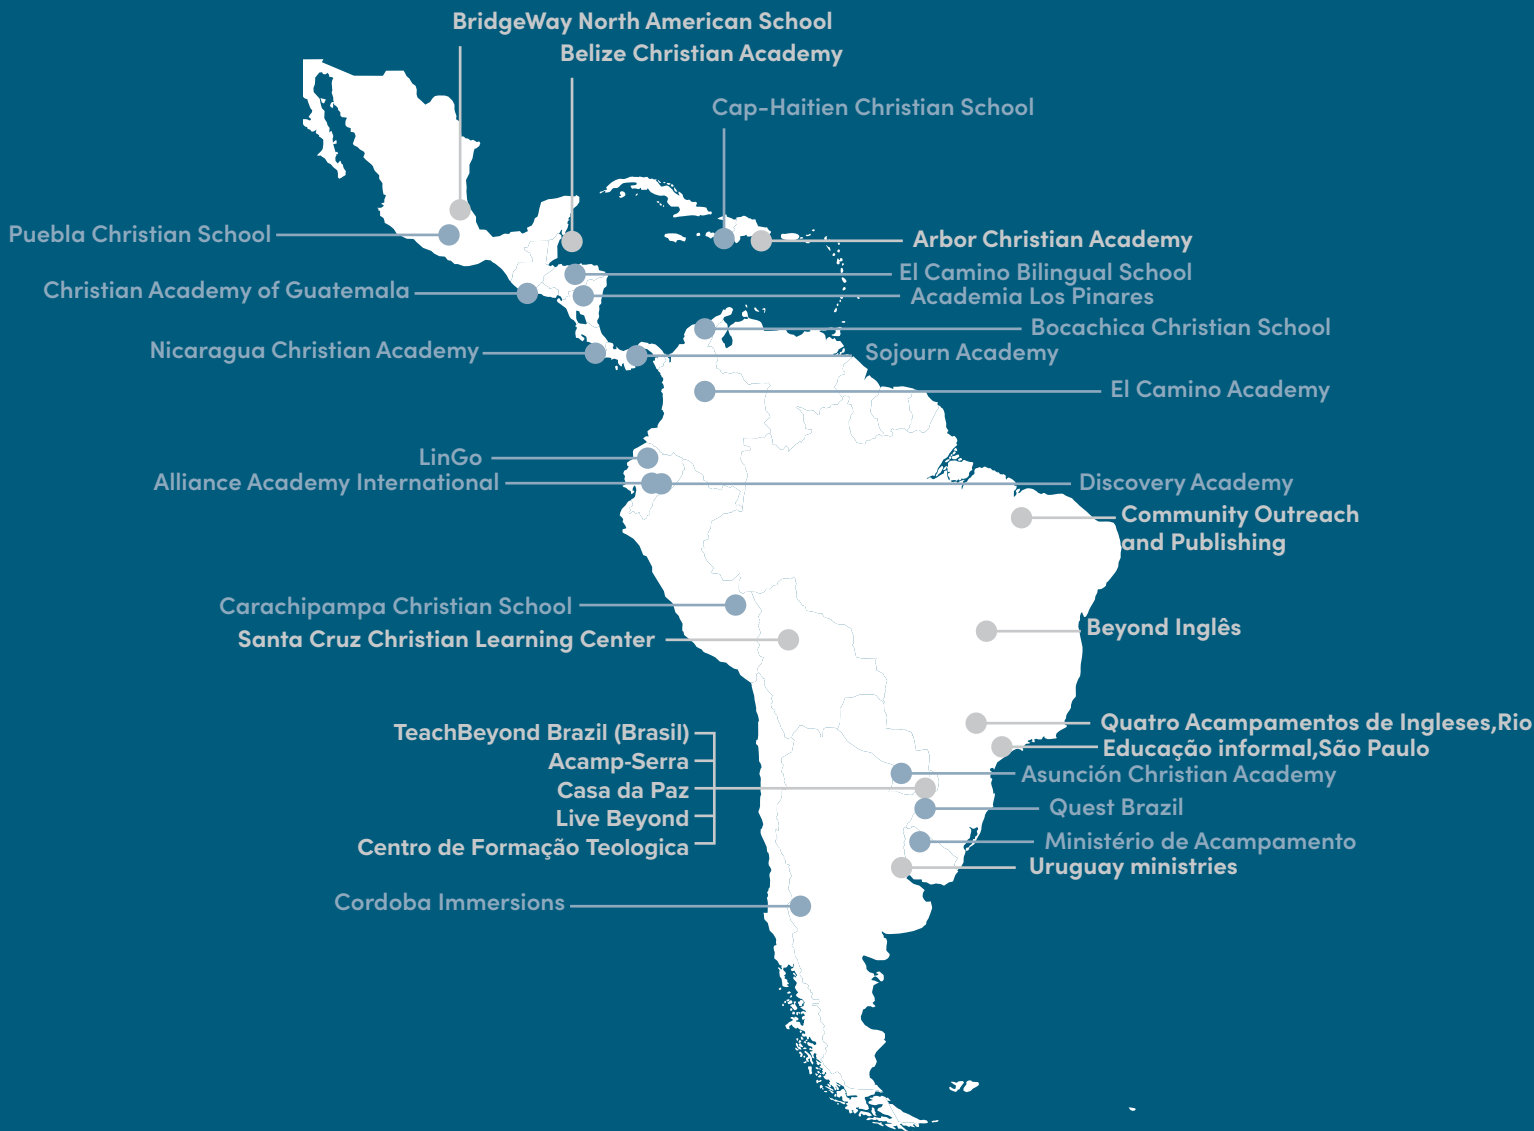 BridgeWay North American School
Belize Christian Academy
Cap-Haitien Christian School
Puebla Christian School
Arbor Christian Academy
El Camino Bilingual School
Christian Academy of Guatemala
Academia Los Pinares
Bocachica Christian School
Nicaragua Christian Academy
Sojourn Academy
El Camino Academy
LinGo
Alliance Academy International
Discovery Academy
Community Outreach
and Publishing
Carachipampa Christian School
Beyond Inglês
Santa Cruz Christian Learning Center
Quatro Acampamentos de Ingleses,Rio
TeachBeyond Brazil (Brasil)
Educação informal,São Paulo
Acamp-Serra
Asunción Christian Academy
Casa da Paz
Quest Brazil
Live Beyond
Ministério de Acampamento
Centro de Formação Teologica
Uruguay ministries
Cordoba Immersions